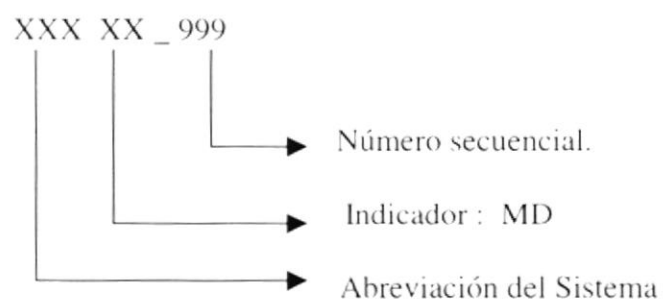 XXX XX _ 999
Número secuencial.
Indicador : MD
Abreviación del Sistema